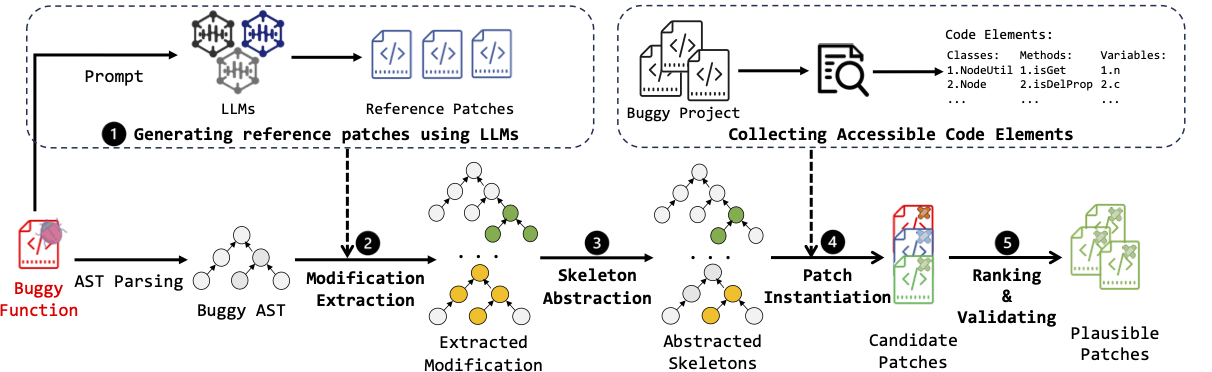 Prompt
LLMs
Reference Patches
1 Generating reference patches using LLMs
Buggy Project
Code Elements:
Classes: Methods: Variables:
1.NodeUtil 1.isGet 1.n
2.Node 2.isDelProp 2.c
... ... ...
Collecting Accessible Code Elements
Buggy
Function
AST Parsing
Buggy AST
2
Modification
Extraction
. . .
Extracted
Modification
3
Skeleton
Abstraction
. . .
Abstracted
Skeletons
4
Patch
Instantiation
Candidate
Patches
5
Ranking
&
Validating
Plausible
Patches